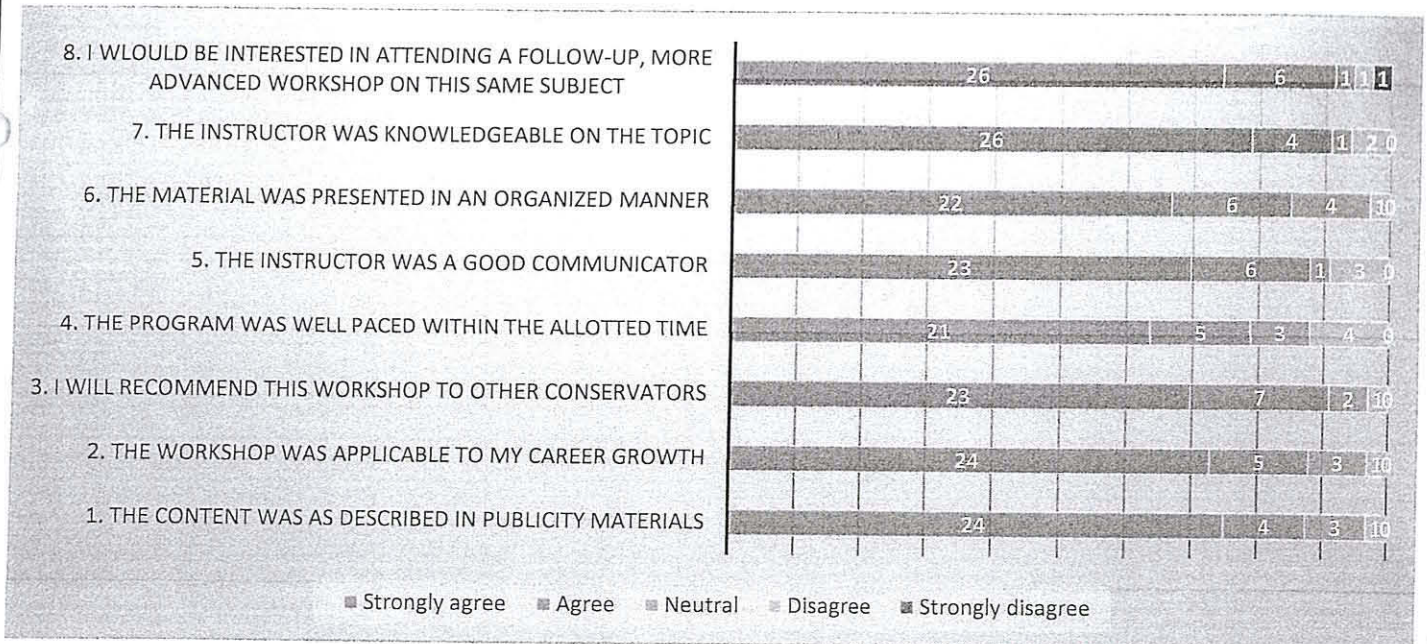 8. I WLOULD BE INTERESTED IN ATTENDING A FOLLOW-UP, MORE
ADVANCED WORKSHOP ON THIS SAME SUBJECT
26 6 1 1 1
7. THE INSTRUCTOR WAS KNOWLEDGEABLE ON THE TOPIC
26 4 1 2 0
6. THE MATERIAL WAS PRESENTED IN AN ORGANIZED MANNER
22 6 4 1 0
5. THE INSTRUCTOR WAS A GOOD COMMUNICATOR
23 6 1 3 0
4. THE PROGRAM WAS WELL PACED WITHIN THE ALLOTTED TIME
21 5 3 4 0
3. I WILL RECOMMEND THIS WORKSHOP TO OTHER CONSERVATORS
23 7 2 1 0
2. THE WORKSHOP WAS APPLICABLE TO MY CAREER GROWTH
24 5 3 1 0
1. THE CONTENT WAS AS DESCRIBED IN PUBLICITY MATERIALS
24 4 3 1 0
Strongly agree Agree Neutral Disagree Strongly disagree